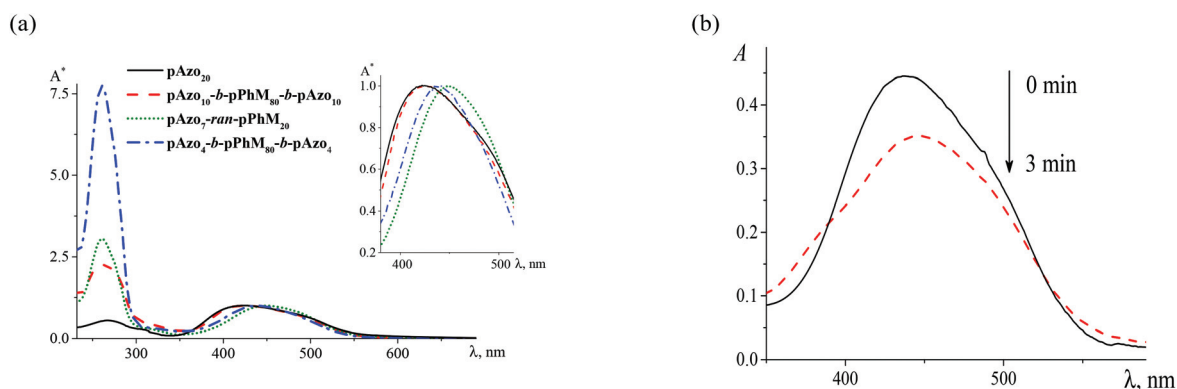 (a)
A*
pAzo20
pAzo10-b-pPhM80-b-pAzo10
pAzo7-ran-pPhM20
pAzo4-b-pPhM80-b-pAzo4
7.5
5.0
2.5
0.0
300
400
500
600
λ, nm
A*
1.0
0.8
0.6
0.4
0.2
400
500
λ, nm
(b)
A
0.4
0.3
0.2
0.1
0.0
400
500
λ, nm
0 min
3 min